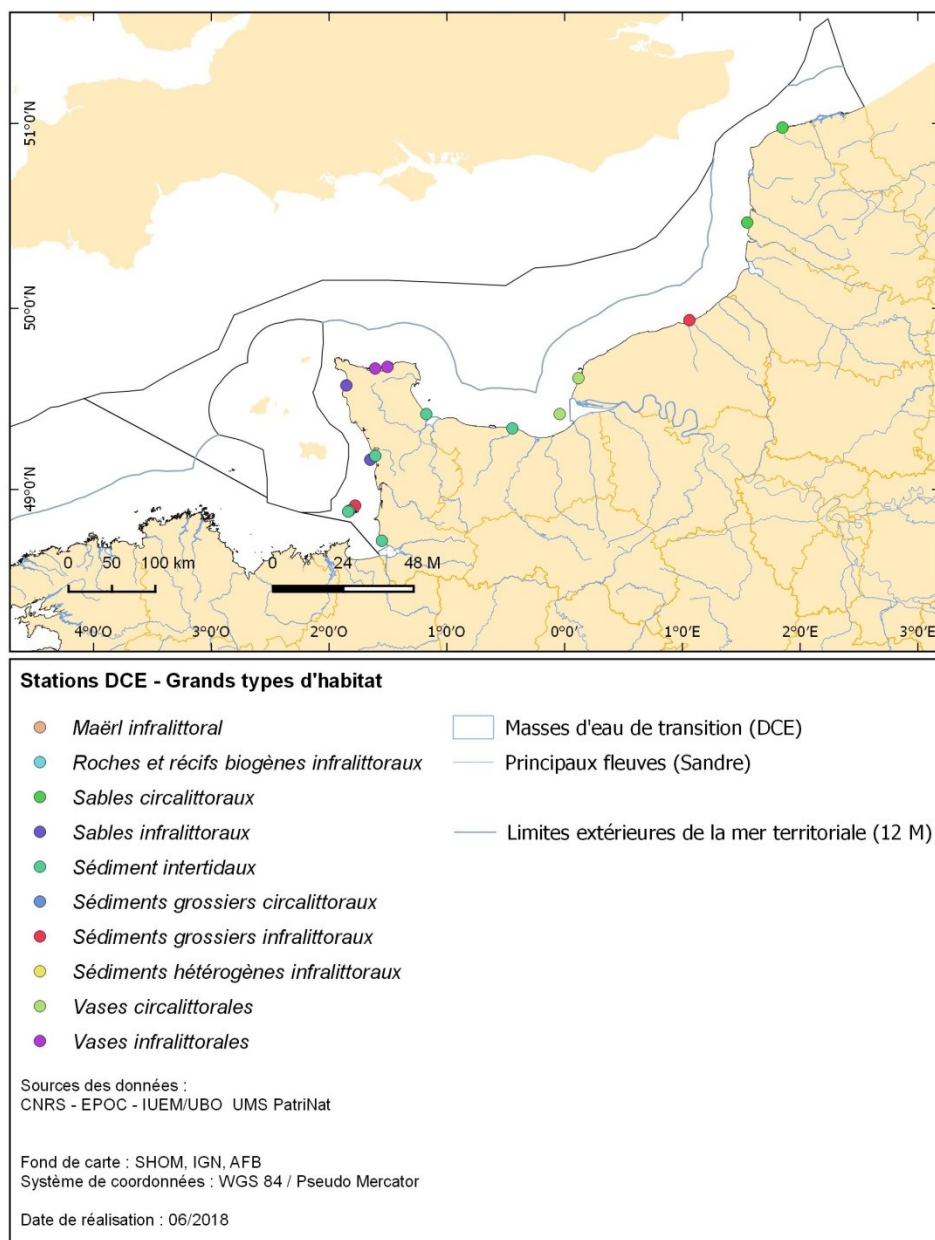 51°0'N
50°0'N
49°0'N
0 50 100 km
0 24 48 M
4°0'O 3°0'O 2°0'O 1°0'O 0°0'. 1°0'E 2°0'E 3°0'E
Stations DCE - Grands types d'habitat
Maërl infralittoral
Roches et récifs biogènes infralittoraux
Sables circalittoraux
Sables infralittoraux
Sédiment intertidaux
Sédiments grossiers circalittoraux
Sédiments grossiers infralittoraux
Sédiments hétérogènes infralittoraux
Vases circalittorales
Vases infralittorales
Masses d'eau de transition (DCE)
Principaux fleuves (Sandre)
Limites extérieures de la mer territoriale (12 M)
Sources des données :
CNRS - EPOC - IUEM/UBO UMS PatriNat
Fond de carte : SHOM, IGN, AFB
Système de coordonnées : WGS 84 / Pseudo Mercator
Date de réalisation : 06/2018